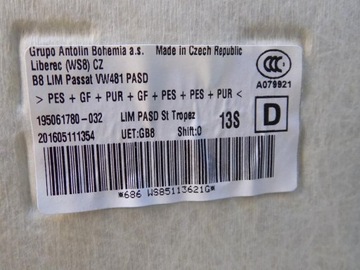 Grupo Antolin Bohemia a.s. Made in Czech Republic
Liberec (WS8) CZ
B8 LIM Passat VW481 PASD
> PES + GF + PUR + GF + PES + PES + PUR <
195061780-032 LIM PASD St Tropez 13S
201605111354 UET:GB8 Shift:0
CCC
A079921
D
*686 WS85113621G*